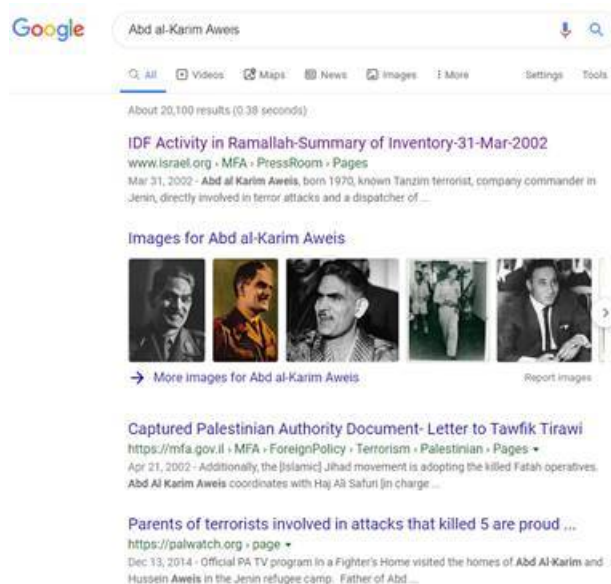 Google
Abd al-Karim Aweis
All Videos Maps News Images More Settings Tools
About 20,100 results (0.38 seconds)
IDF Activity in Ramallah-Summary of Inventory-31-Mar-2002
www.israel.org › MFA › PressRoom › Pages
Mar 31, 2002 - Abd al Karim Aweis, born 1970, known Tanzim terrorist, company commander in
Jenin, directly involved in terror attacks and a dispatcher of ...
Images for Abd al-Karim Aweis
More images for Abd al-Karim Aweis Report images
Captured Palestinian Authority Document- Letter to Tawfik Tirawi
https://mfa.gov.il › MFA › ForeignPolicy › Terrorism › Palestinian › Pages
Apr 21, 2002 - Additionally, the [Islamic] Jihad movement is adopting the killed Fatah operatives.
Abd Al Karim Aweis coordinates with Haj Ali Safuri [in charge ...
Parents of terrorists involved in attacks that killed 5 are proud ...
https://palwatch.org › page
Dec 13, 2014 - Official PA TV program In a Fighter's Home visited the homes of Abd Al-Karim and
Hussein Aweis in the Jenin refugee camp. Father of Abd ...